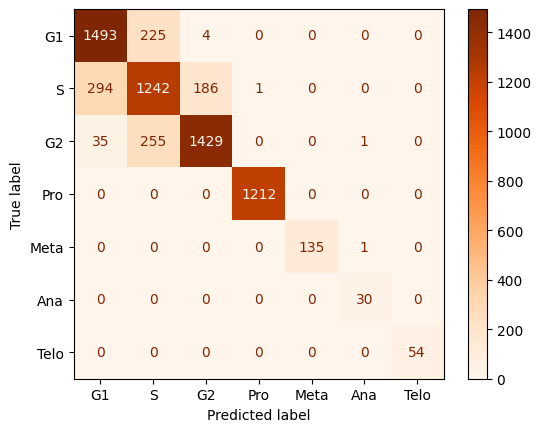 G1 1493 225 4 0 0 0 0
S 294 1242 186 1 0 0 0
G2 35 255 1429 0 0 1 0
Pro 0 0 0 1212 0 0 0
Meta 0 0 0 0 135 1 0
Ana 0 0 0 0 0 30 0
Telo 0 0 0 0 0 0 54
G1 S G2 Pro Meta Ana Telo
Predicted label
True label
1400
1200
1000
800
600
400
200
0